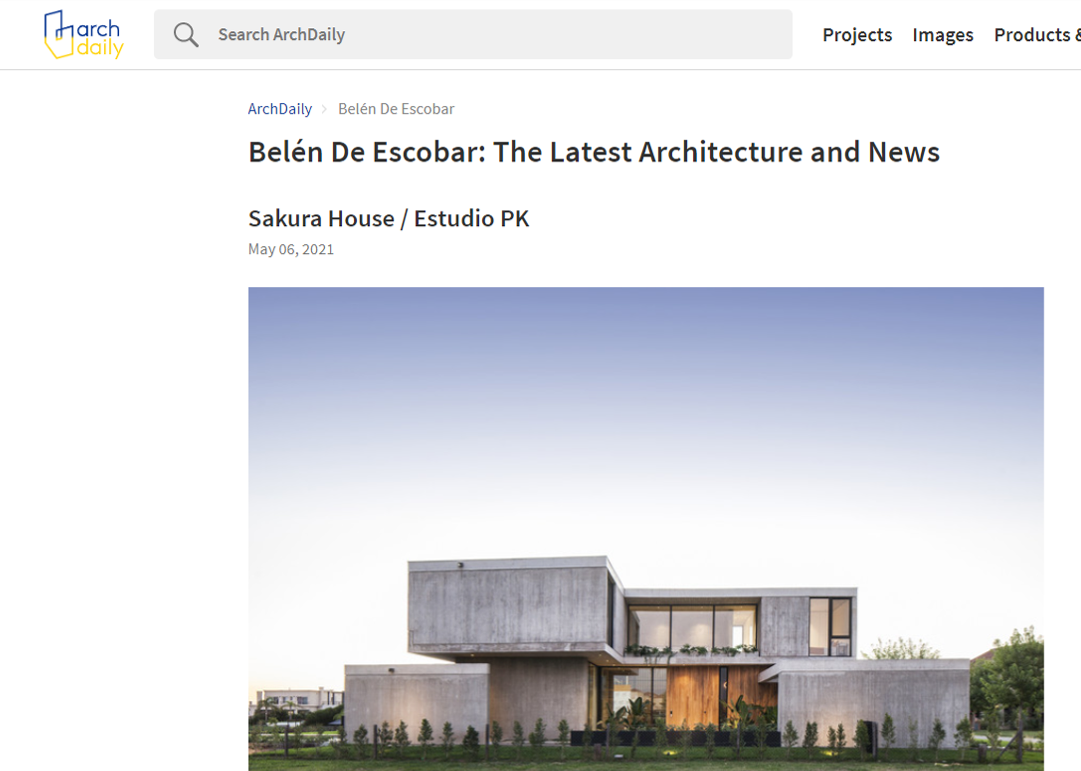 arch
daily
Search ArchDaily
Projects Images Products &
ArchDaily > Belén De Escobar
Belén De Escobar: The Latest Architecture and News
Sakura House / Estudio PK
May 06, 2021